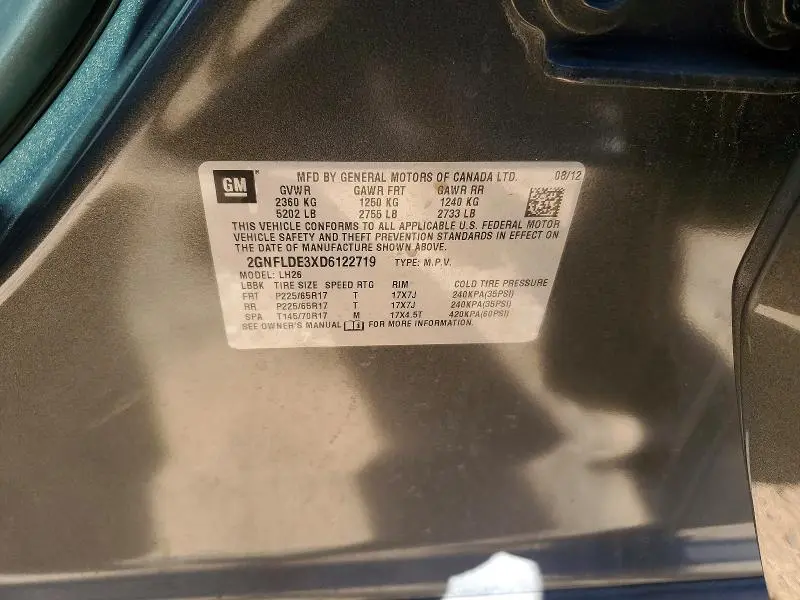 GM ® MFD BY GENERAL MOTORS OF CANADA LTD. 08/12
GVWR GAWR FRT GAWR RR
2360 KG 1250 KG 1240 KG
5202 LB 2755 LB 2733 LB
THIS VEHICLE CONFORMS TO ALL APPLICABLE U.S. FEDERAL MOTOR
VEHICLE SAFETY AND THEFT PREVENTION STANDARDS IN EFFECT ON
THE DATE OF MANUFACTURE SHOWN ABOVE.
2GNFLDE3XD6122719 TYPE: M.P.V.
MODEL: LH26
LBBK TIRE SIZE SPEED RTG RIM COLD TIRE PRESSURE
FRT P225/65R17 T 17X7J 240KPA(35PSI)
RR P225/65R17 T 17X7J 240KPA(35PSI)
SPA T145/70R17 M 17X4.5T 420KPA(60PSI)
SEE OWNER'S MANUAL FOR MORE INFORMATION.